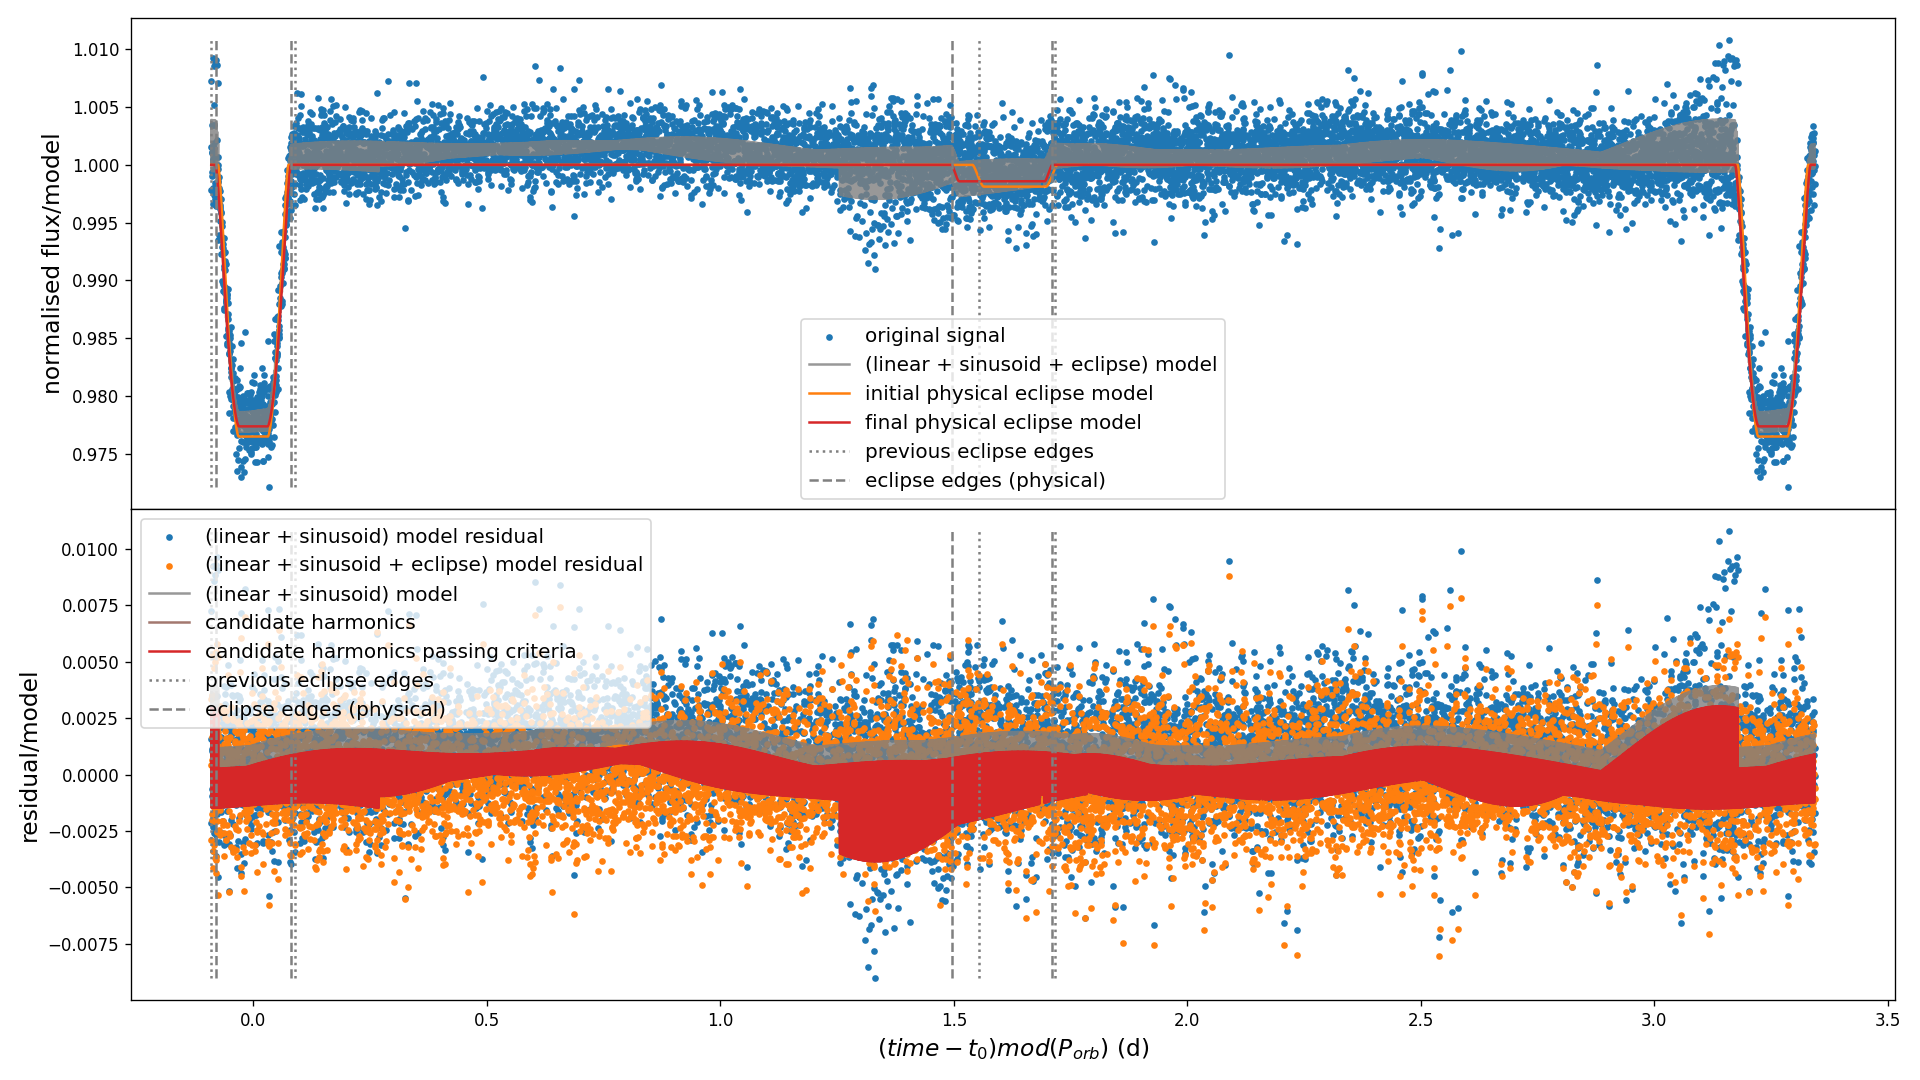 normalised flux/model
1.010
1.005
1.000
0.995
0.990
0.985
0.980
0.975
original signal
(linear + sinusoid + eclipse) model
initial physical eclipse model
final physical eclipse model
previous eclipse edges
eclipse edges (physical)
residual/model
0.0100
0.0075
0.0050
0.0025
0.0000
−0.0025
−0.0050
−0.0075
(linear + sinusoid) model residual
(linear + sinusoid + eclipse) model residual
(linear + sinusoid) model
candidate harmonics
candidate harmonics passing criteria
previous eclipse edges
eclipse edges (physical)
0.0 0.5 1.0 1.5 2.0 2.5 3.0 3.5
(time − t₀)mod(P_orb) (d)